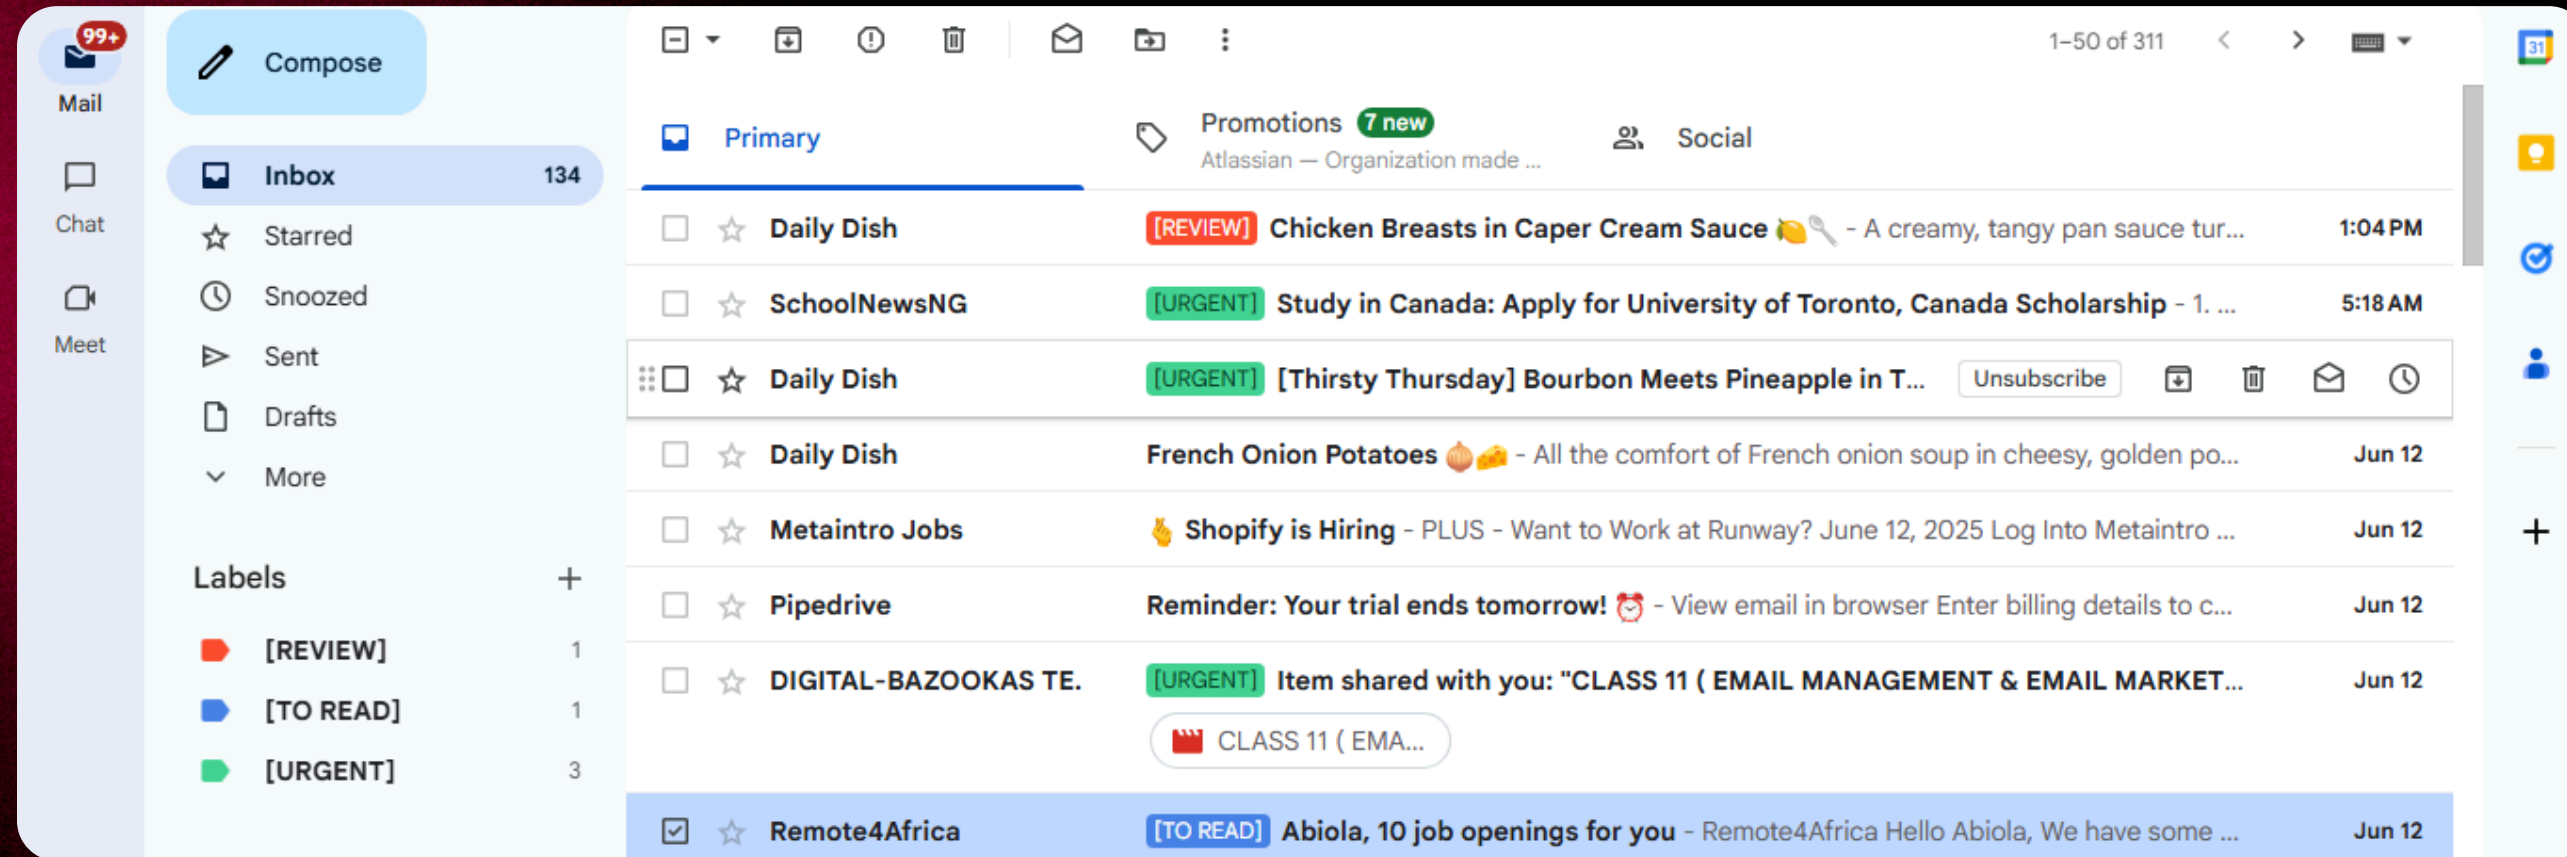 99+
Mail
Chat
Meet
Compose
Inbox 134
Starred
Snoozed
Sent
Drafts
More
Labels
[REVIEW] 1
[TO READ] 1
[URGENT] 3
1–50 of 311
Primary
Promotions 7 new
Atlassian — Organization made ...
Social
Daily Dish [REVIEW] Chicken Breasts in Caper Cream Sauce 🍋🥄 - A creamy, tangy pan sauce tur... 1:04 PM
SchoolNewsNG [URGENT] Study in Canada: Apply for University of Toronto, Canada Scholarship - 1. ... 5:18 AM
Daily Dish [URGENT] [Thirsty Thursday] Bourbon Meets Pineapple in T... Unsubscribe
Daily Dish French Onion Potatoes 🧅🧀 - All the comfort of French onion soup in cheesy, golden po... Jun 12
Metaintro Jobs 🫰 Shopify is Hiring - PLUS - Want to Work at Runway? June 12, 2025 Log Into Metaintro ... Jun 12
Pipedrive Reminder: Your trial ends tomorrow! ⏰ - View email in browser Enter billing details to c... Jun 12
DIGITAL-BAZOOKAS TE. [URGENT] Item shared with you: "CLASS 11 ( EMAIL MANAGEMENT & EMAIL MARKET... Jun 12
CLASS 11 ( EMA...
Remote4Africa [TO READ] Abiola, 10 job openings for you - Remote4Africa Hello Abiola, We have some ... Jun 12
31